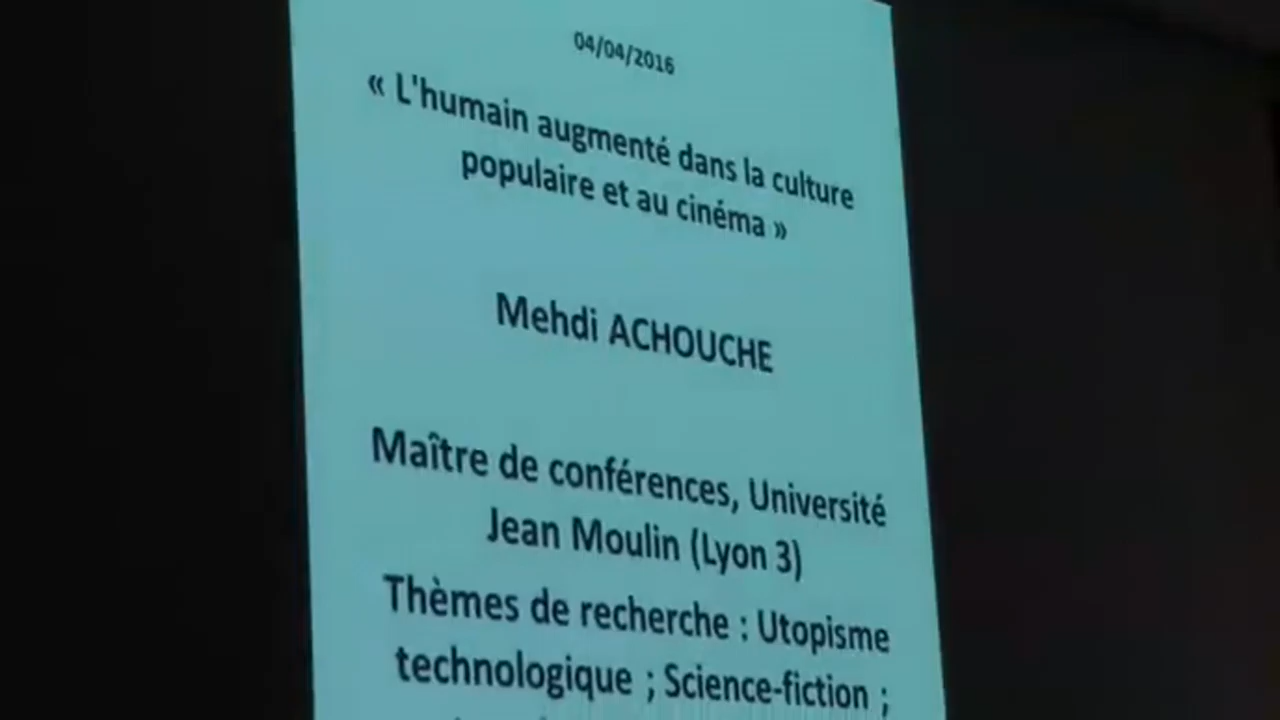 04/04/2016
« L'humain augmenté dans la culture
populaire et au cinéma »
Mehdi ACHOUCHE
Maître de conférences, Université
Jean Moulin (Lyon 3)
Thèmes de recherche : Utopisme
technologique ; Science-fiction ;